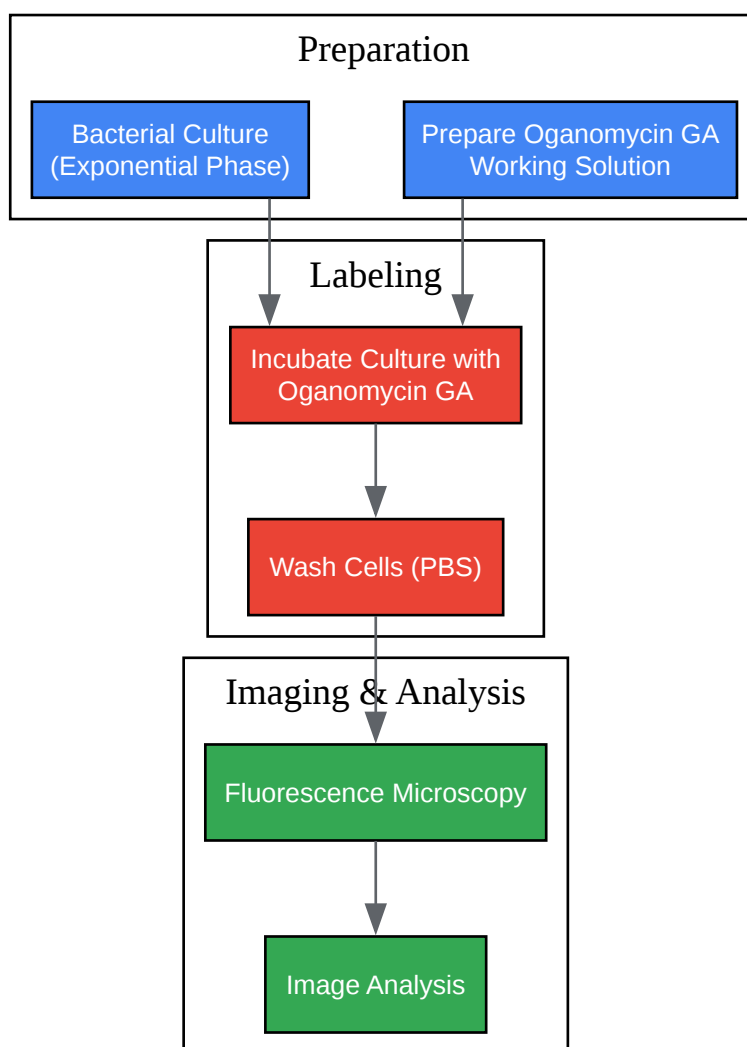 Preparation
Bacterial Culture
(Exponential Phase)
Prepare Oganomycin GA
Working Solution
Labeling
Incubate Culture with
Oganomycin GA
Wash Cells (PBS)
Imaging & Analysis
Fluorescence Microscopy
Image Analysis